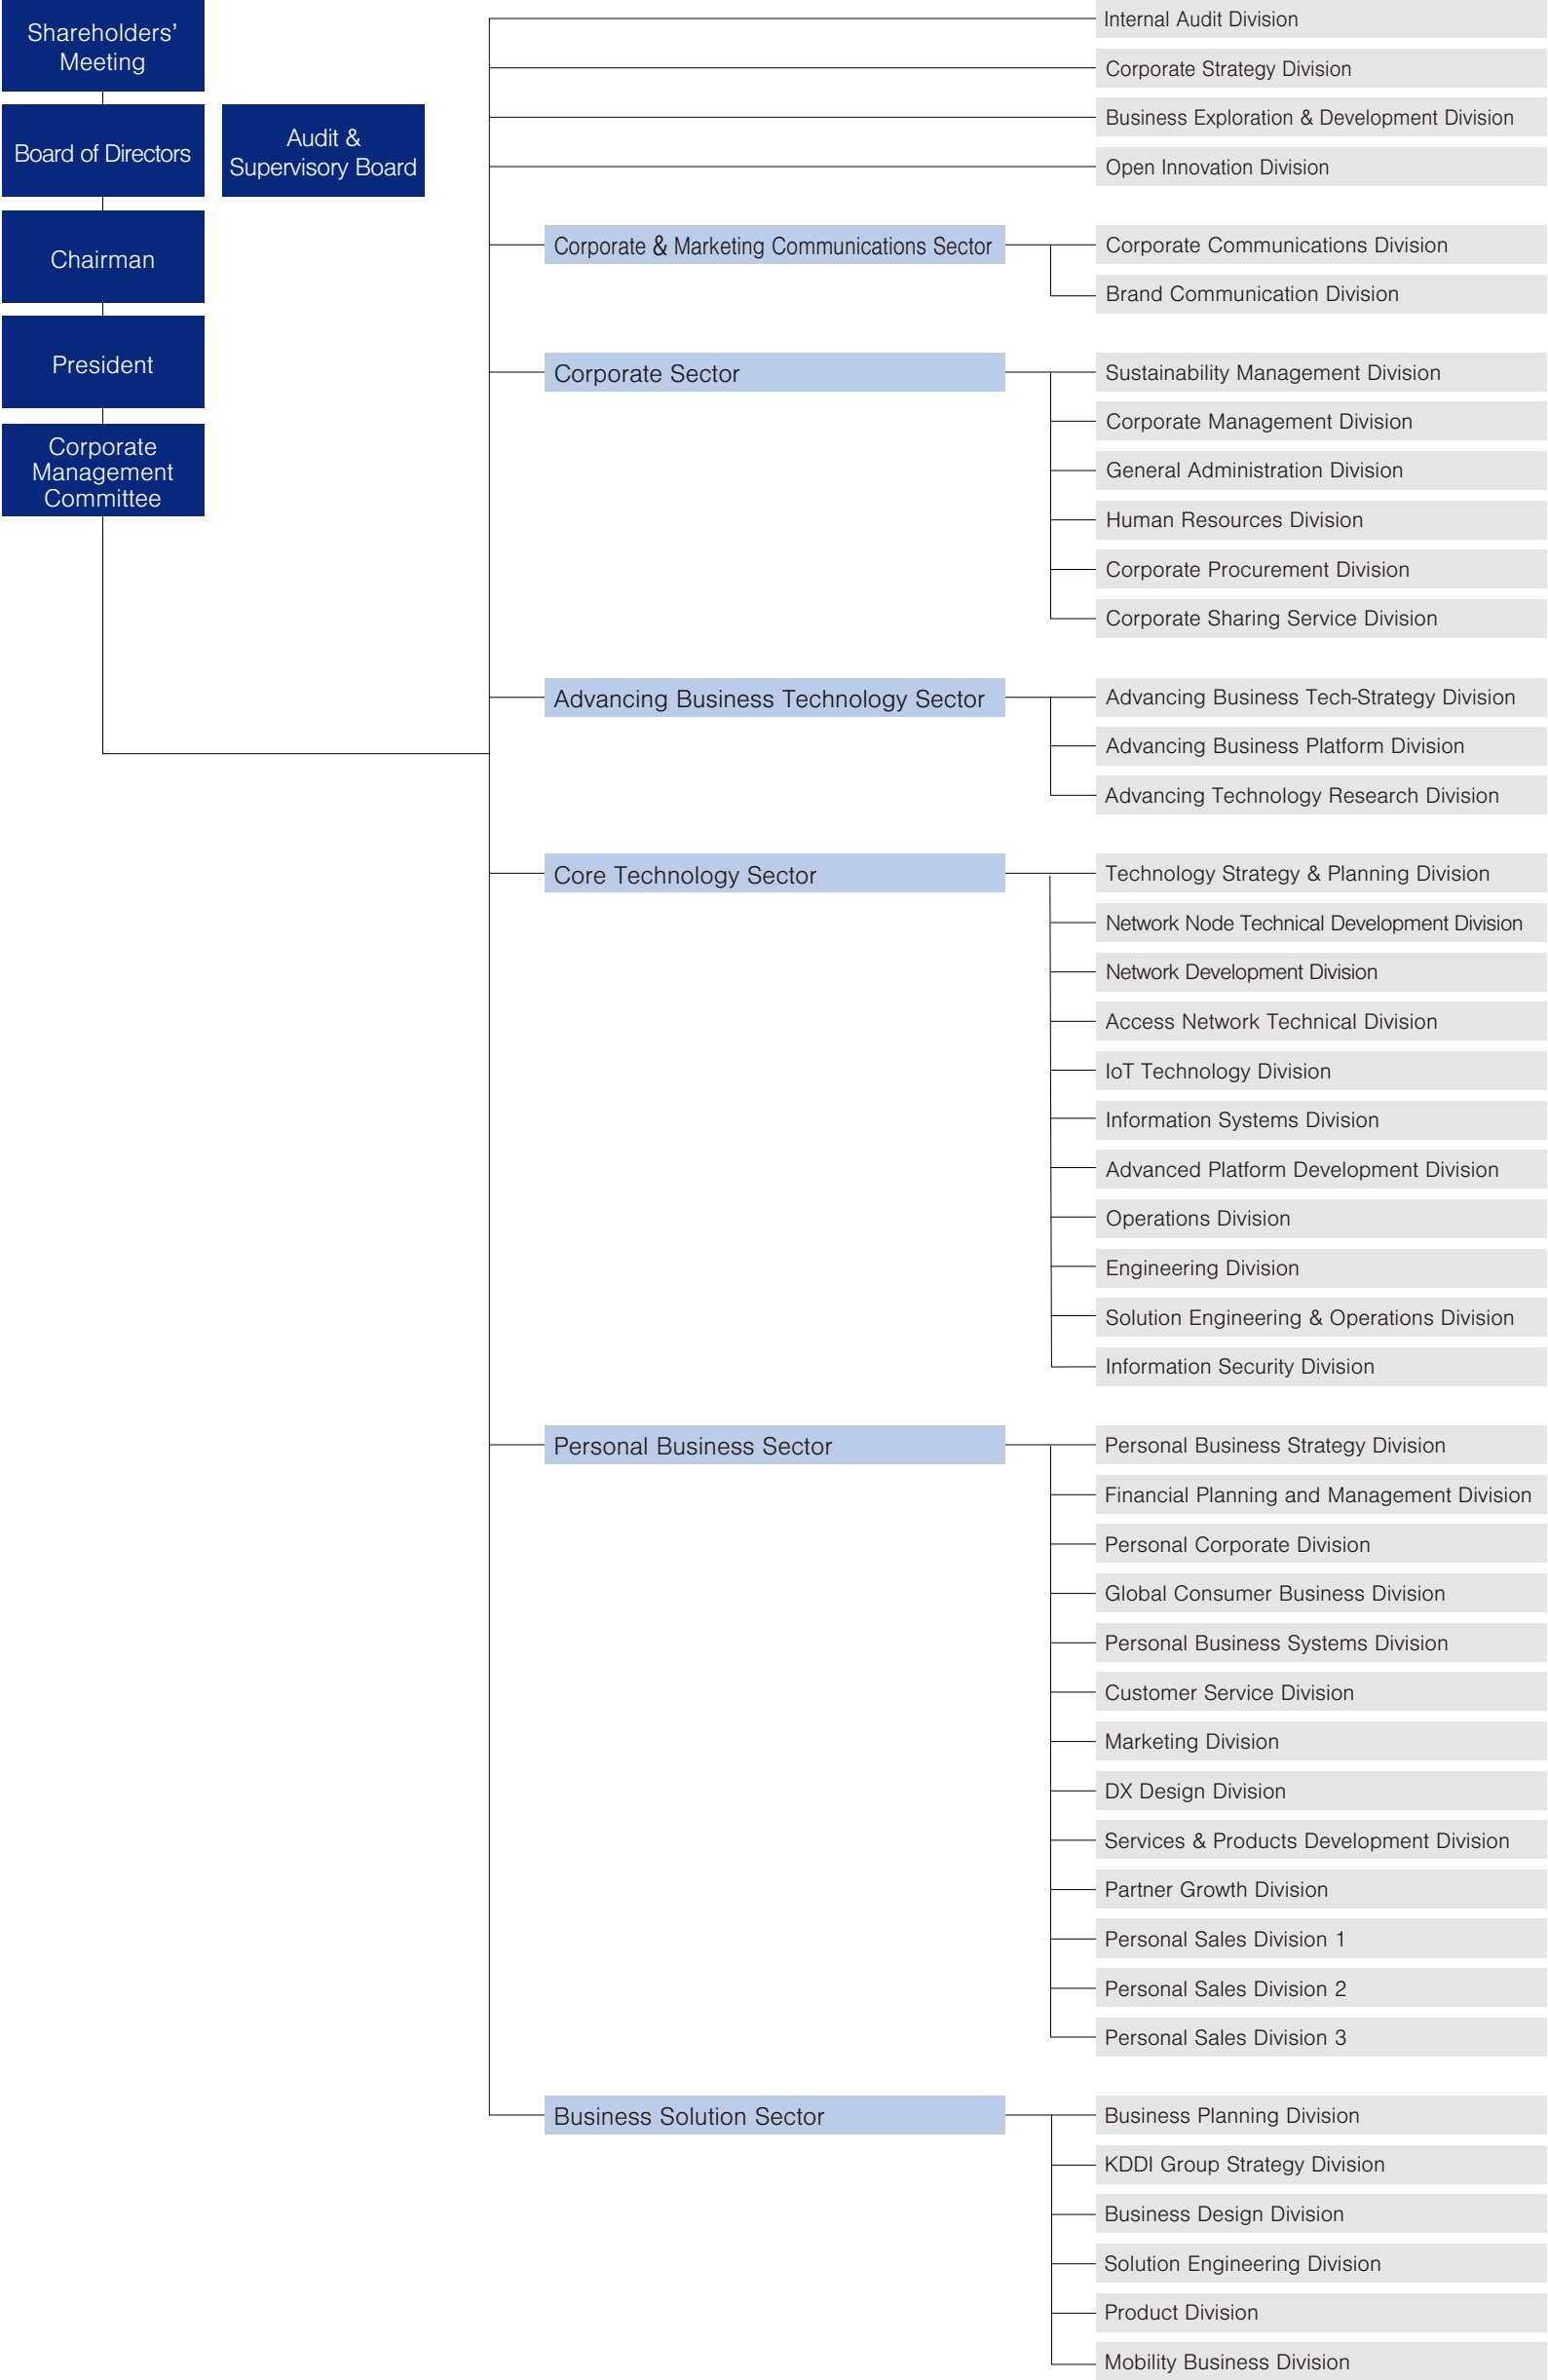 Shareholders'
Meeting
Board of Directors
Audit &
Supervisory Board
Chairman
President
Corporate
Management
Committee
Internal Audit Division
Corporate Strategy Division
Business Exploration & Development Division
Open Innovation Division
Corporate & Marketing Communications Sector
Corporate Communications Division
Brand Communication Division
Corporate Sector
Sustainability Management Division
Corporate Management Division
General Administration Division
Human Resources Division
Corporate Procurement Division
Corporate Sharing Service Division
Advancing Business Technology Sector
Advancing Business Tech-Strategy Division
Advancing Business Platform Division
Advancing Technology Research Division
Core Technology Sector
Technology Strategy & Planning Division
Network Node Technical Development Division
Network Development Division
Access Network Technical Division
IoT Technology Division
Information Systems Division
Advanced Platform Development Division
Operations Division
Engineering Division
Solution Engineering & Operations Division
Information Security Division
Personal Business Sector
Personal Business Strategy Division
Financial Planning and Management Division
Personal Corporate Division
Global Consumer Business Division
Personal Business Systems Division
Customer Service Division
Marketing Division
DX Design Division
Services & Products Development Division
Partner Growth Division
Personal Sales Division 1
Personal Sales Division 2
Personal Sales Division 3
Business Solution Sector
Business Planning Division
KDDI Group Strategy Division
Business Design Division
Solution Engineering Division
Product Division
Mobility Business Division